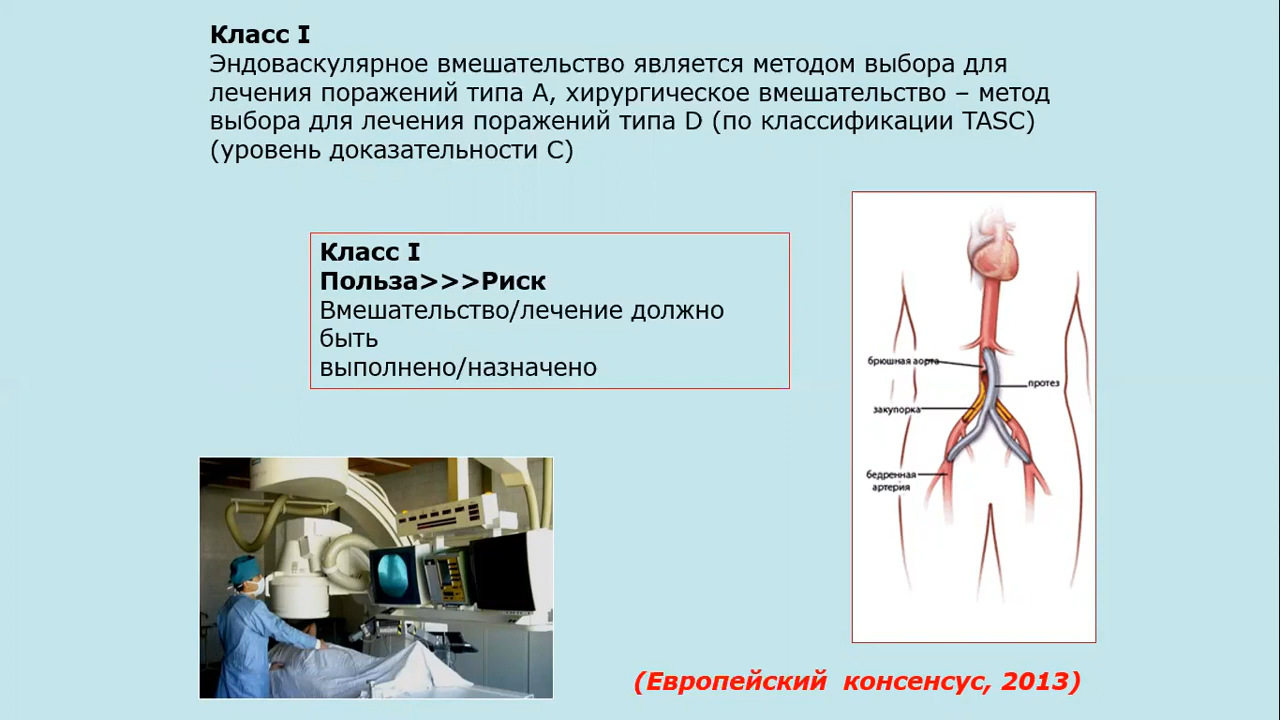 Класс I
Эндоваскулярное вмешательство является методом выбора для
лечения поражений типа А, хирургическое вмешательство – метод
выбора для лечения поражений типа D (по классификации TASC)
(уровень доказательности С)
Класс I
Польза>>>Риск
Вмешательство/лечение должно
быть
выполнено/назначено
брюшная аорта
протез
закупорка
бедренная
артерия
(Европейский консенсус, 2013)